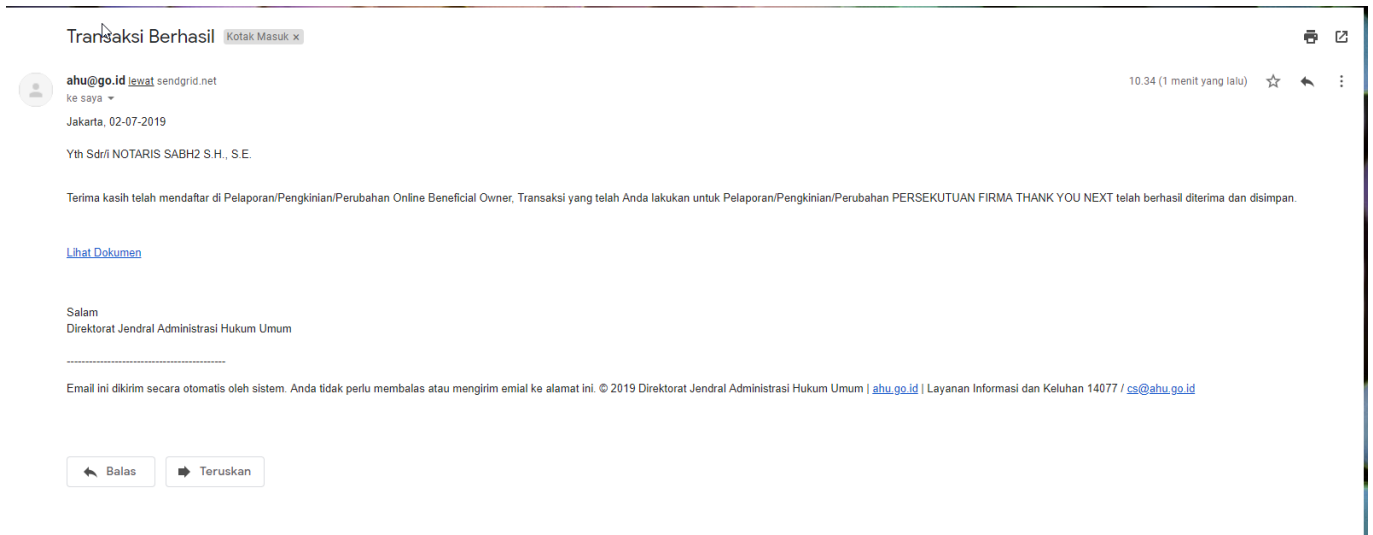 Transaksi Berhasil Kotak Masuk x
ahu@go.id lewat sendgrid.net 10.34 (1 menit yang lalu)
ke saya
Jakarta, 02-07-2019
Yth Sdr/i NOTARIS SABH2 S.H., S.E.
Terima kasih telah mendaftar di Pelaporan/Pengkinian/Perubahan Online Beneficial Owner, Transaksi yang telah Anda lakukan untuk Pelaporan/Pengkinian/Perubahan PERSEKUTUAN FIRMA THANK YOU NEXT telah berhasil diterima dan disimpan.
Lihat Dokumen
Salam
Direktorat Jendral Administrasi Hukum Umum
-------------------------------------------
Email ini dikirim secara otomatis oleh sistem. Anda tidak perlu membalas atau mengirim emial ke alamat ini. © 2019 Direktorat Jendral Administrasi Hukum Umum | ahu.go.id | Layanan Informasi dan Keluhan 14077 / cs@ahu.go.id
Balas Teruskan